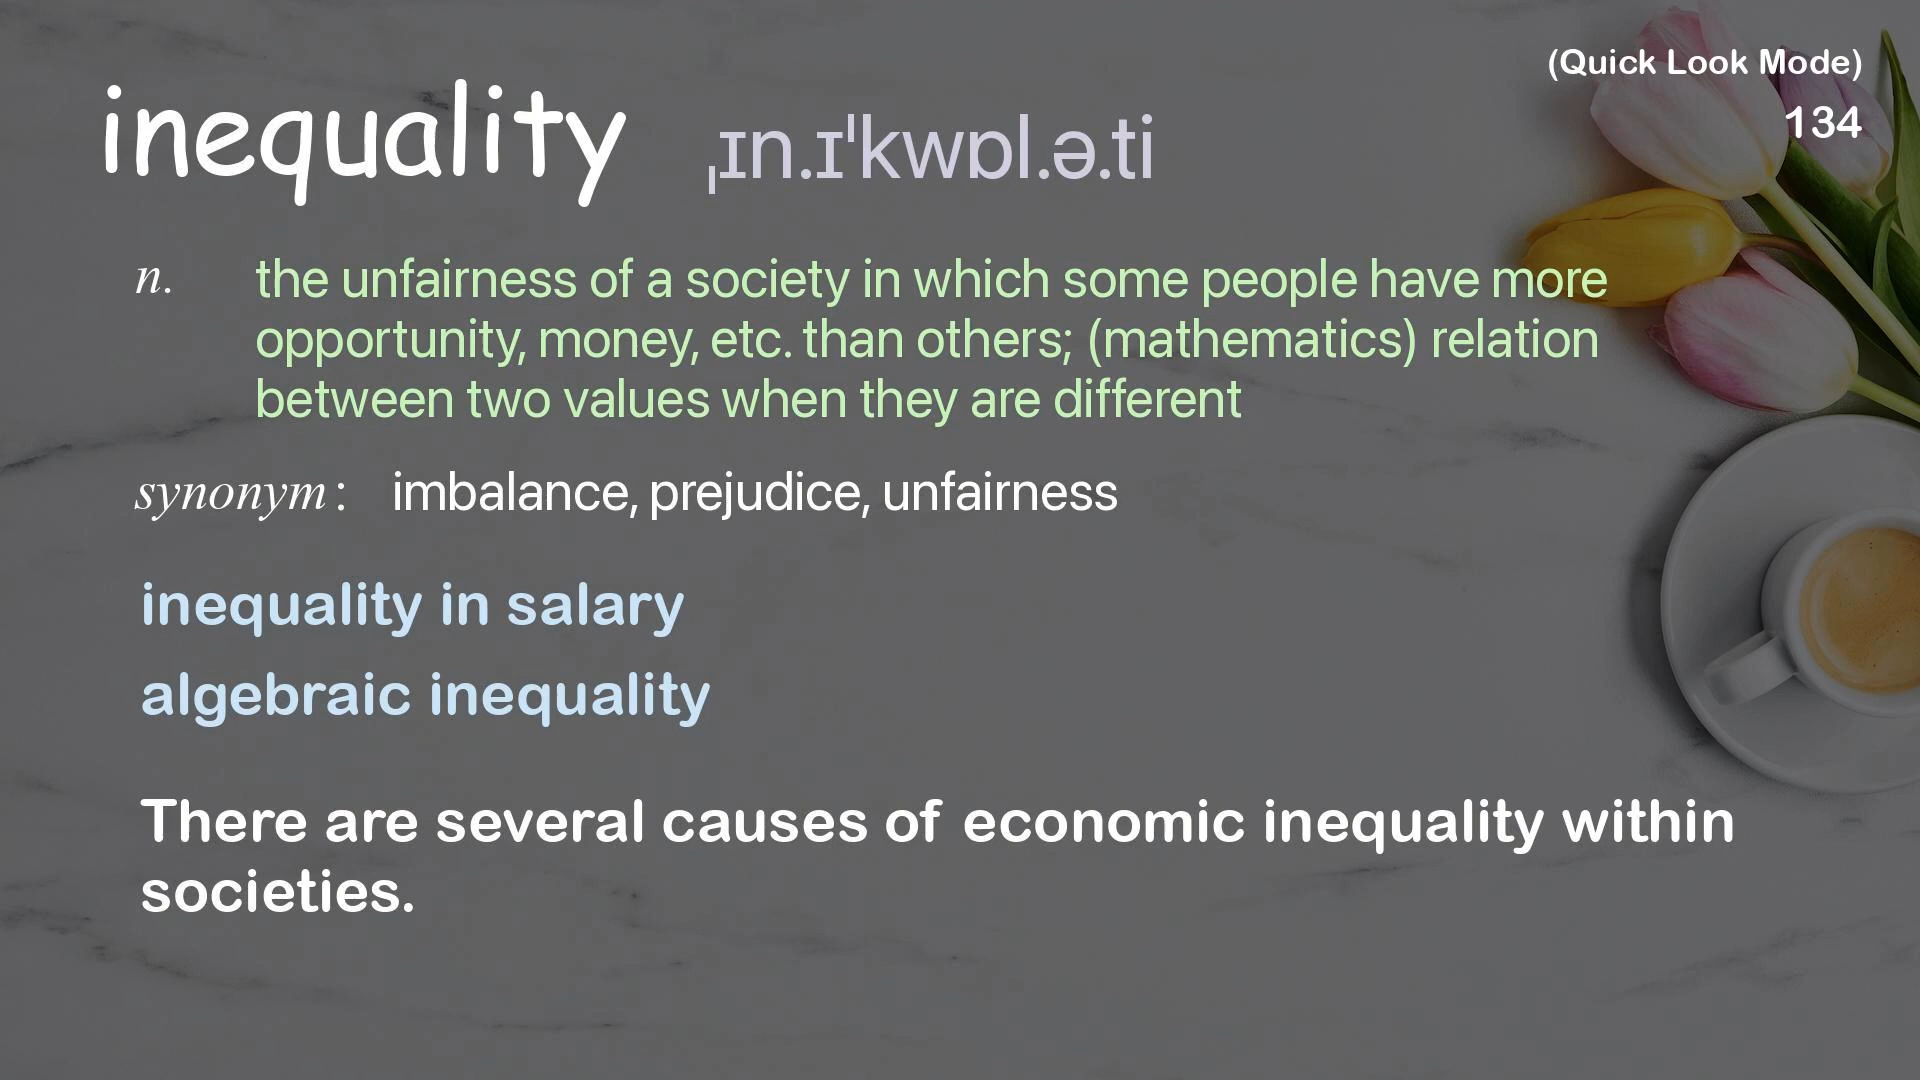 (Quick Look Mode)
134
inequality ˌɪn.ɪˈkwɒl.ə.ti
n. the unfairness of a society in which some people have more
opportunity, money, etc. than others; (mathematics) relation
between two values when they are different
synonym: imbalance, prejudice, unfairness
inequality in salary
algebraic inequality
There are several causes of economic inequality within
societies.